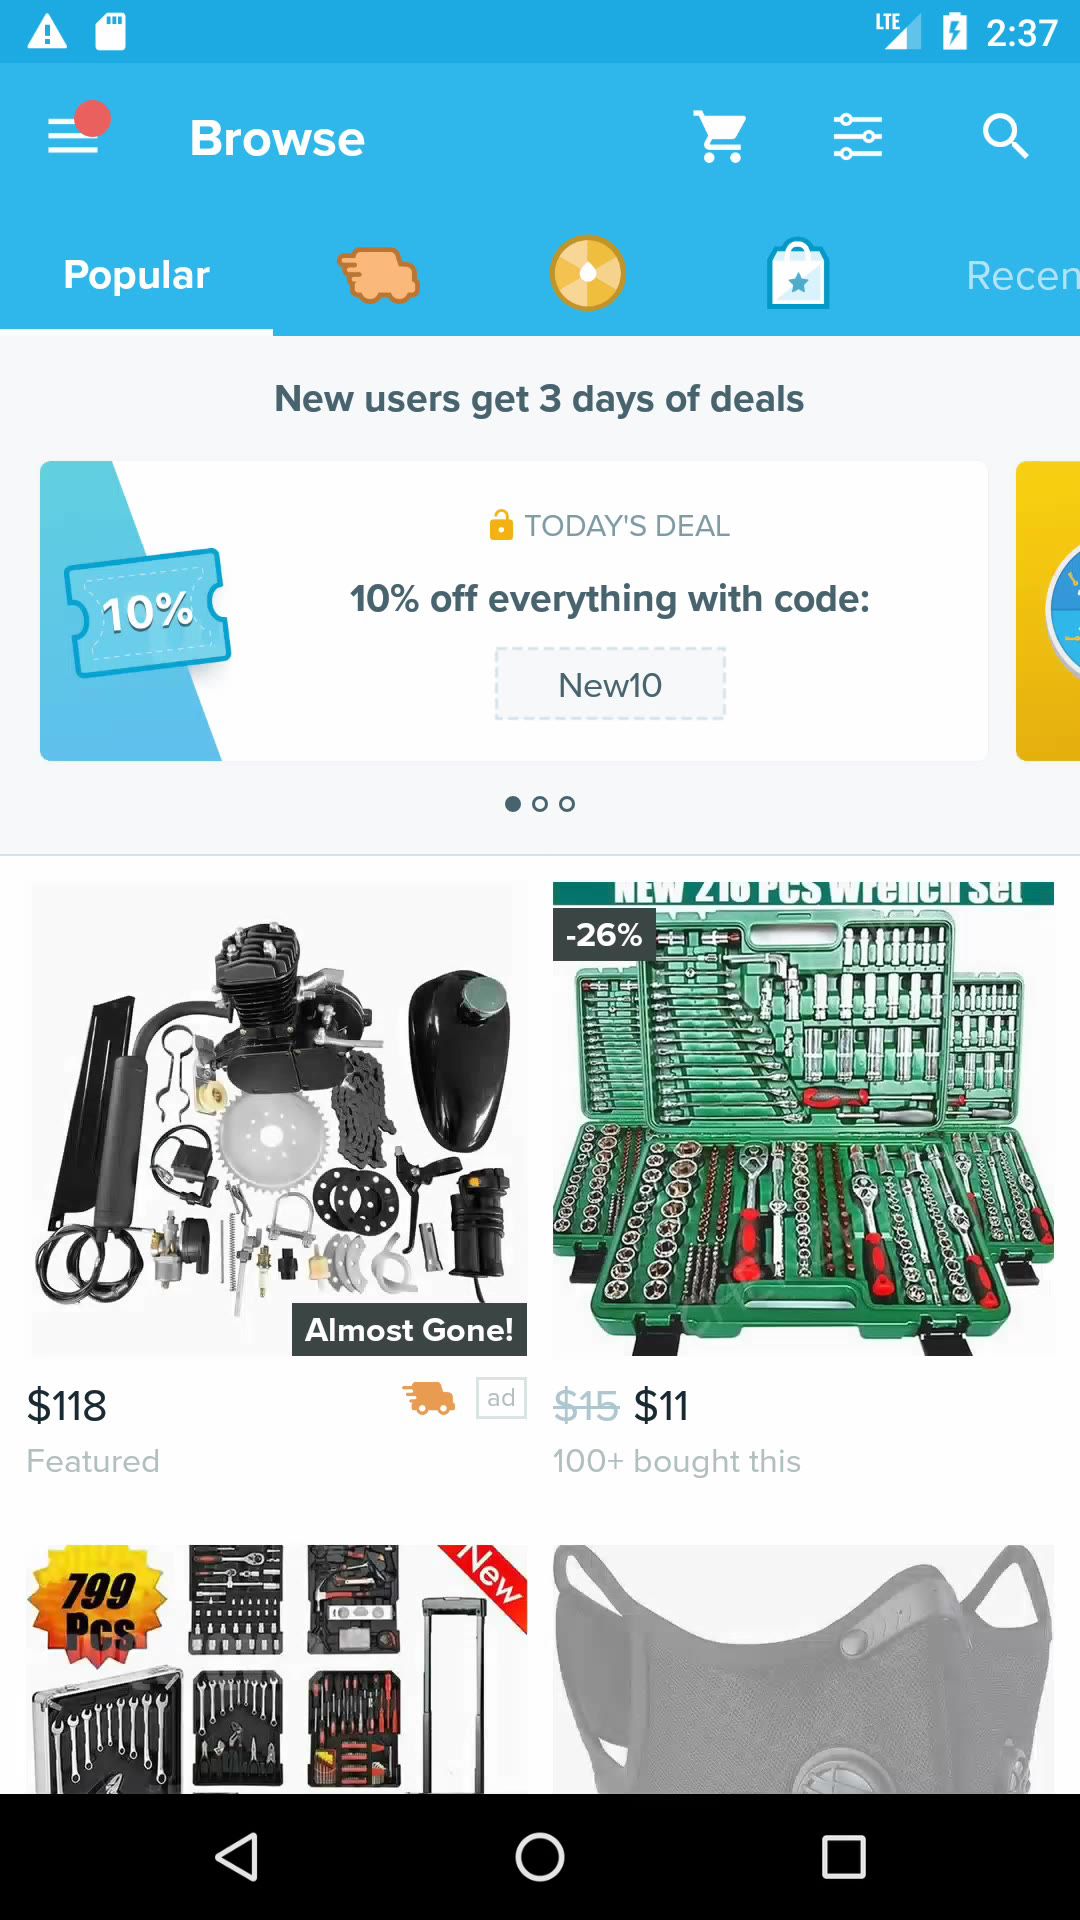 LTE 2:37
Browse
Popular
Recen
New users get 3 days of deals
TODAY'S DEAL
10% off everything with code:
10%
New10
NEW 216 PCS Wrench Set
-26%
Almost Gone!
$118
ad
$15 $11
Featured
100+ bought this
799
Pcs
New